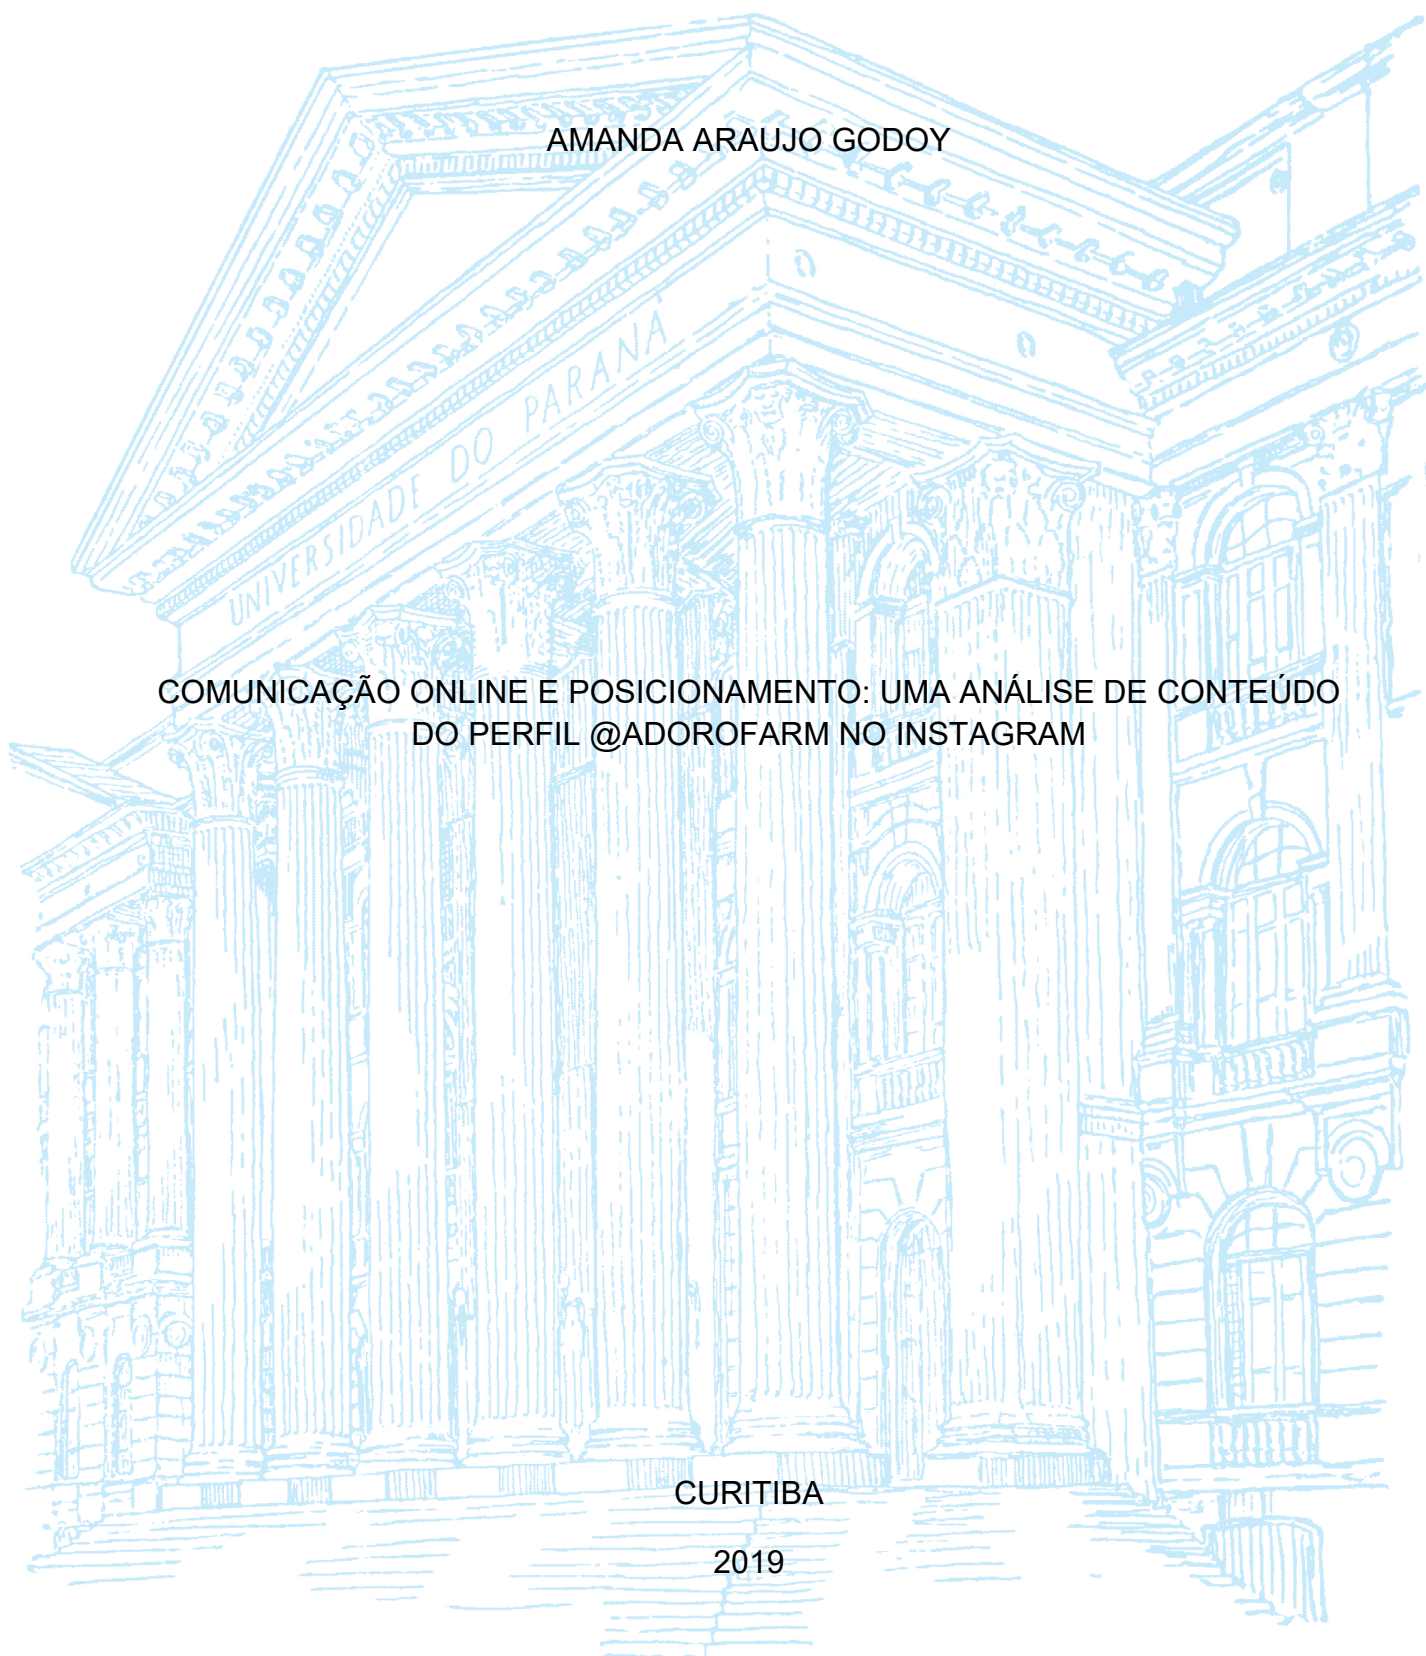 AMANDA ARAUJO GODOY
UNIVERSIDADE DO PARANÁ
COMUNICAÇÃO ONLINE E POSICIONAMENTO: UMA ANÁLISE DE CONTEÚDO
DO PERFIL @ADOROFARM NO INSTAGRAM
CURITIBA
2019